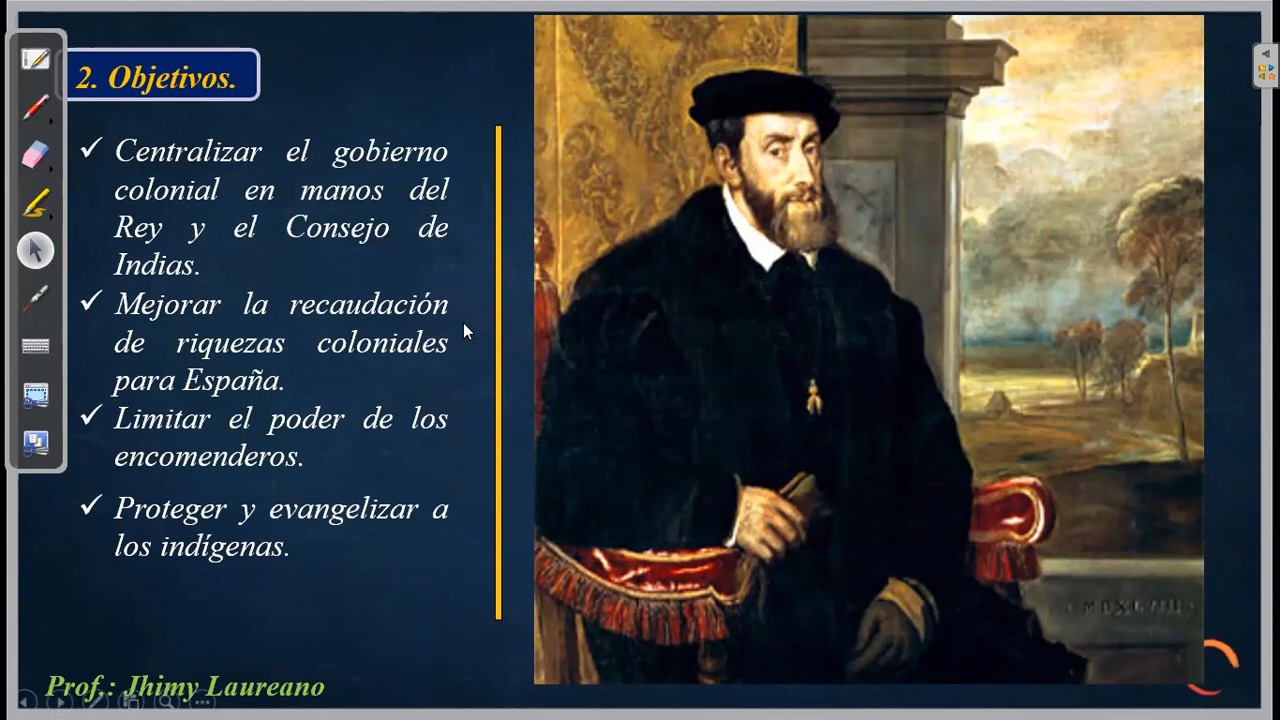 2. Objetivos.
✓ Centralizar el gobierno
colonial en manos del
Rey y el Consejo de
Indias.
✓ Mejorar la recaudación
de riquezas coloniales
para España.
✓ Limitar el poder de los
encomenderos.
✓ Proteger y evangelizar a
los indígenas.
Prof.: Jhimy Laureano